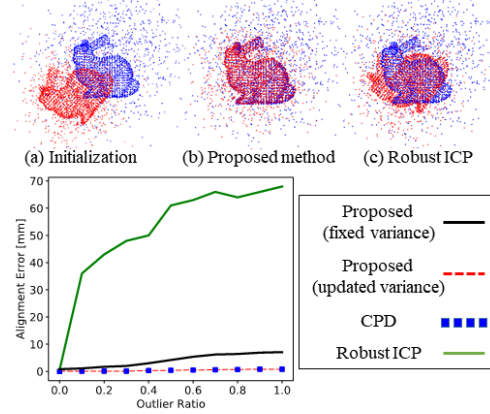 (a) Initialization (b) Proposed method (c) Robust ICP
70
60
50
40
30
20
10
0
Alignment Error [mm]
0.0 0.2 0.4 0.6 0.8 1.0
Outlier Ratio
Proposed
(fixed variance)
Proposed
(updated variance)
CPD
Robust ICP